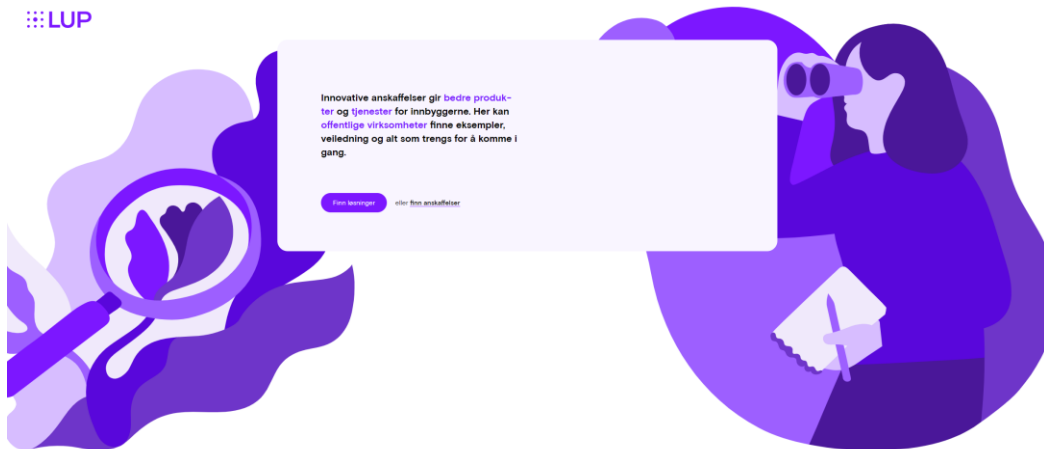 LUP
Innovative anskaffelser gir bedre produk-
ter og tjenester for innbyggerne. Her kan
offentlige virksomheter finne eksempler,
veiledning og alt som trengs for å komme i
gang.
Finn løsninger eller finn anskaffelser